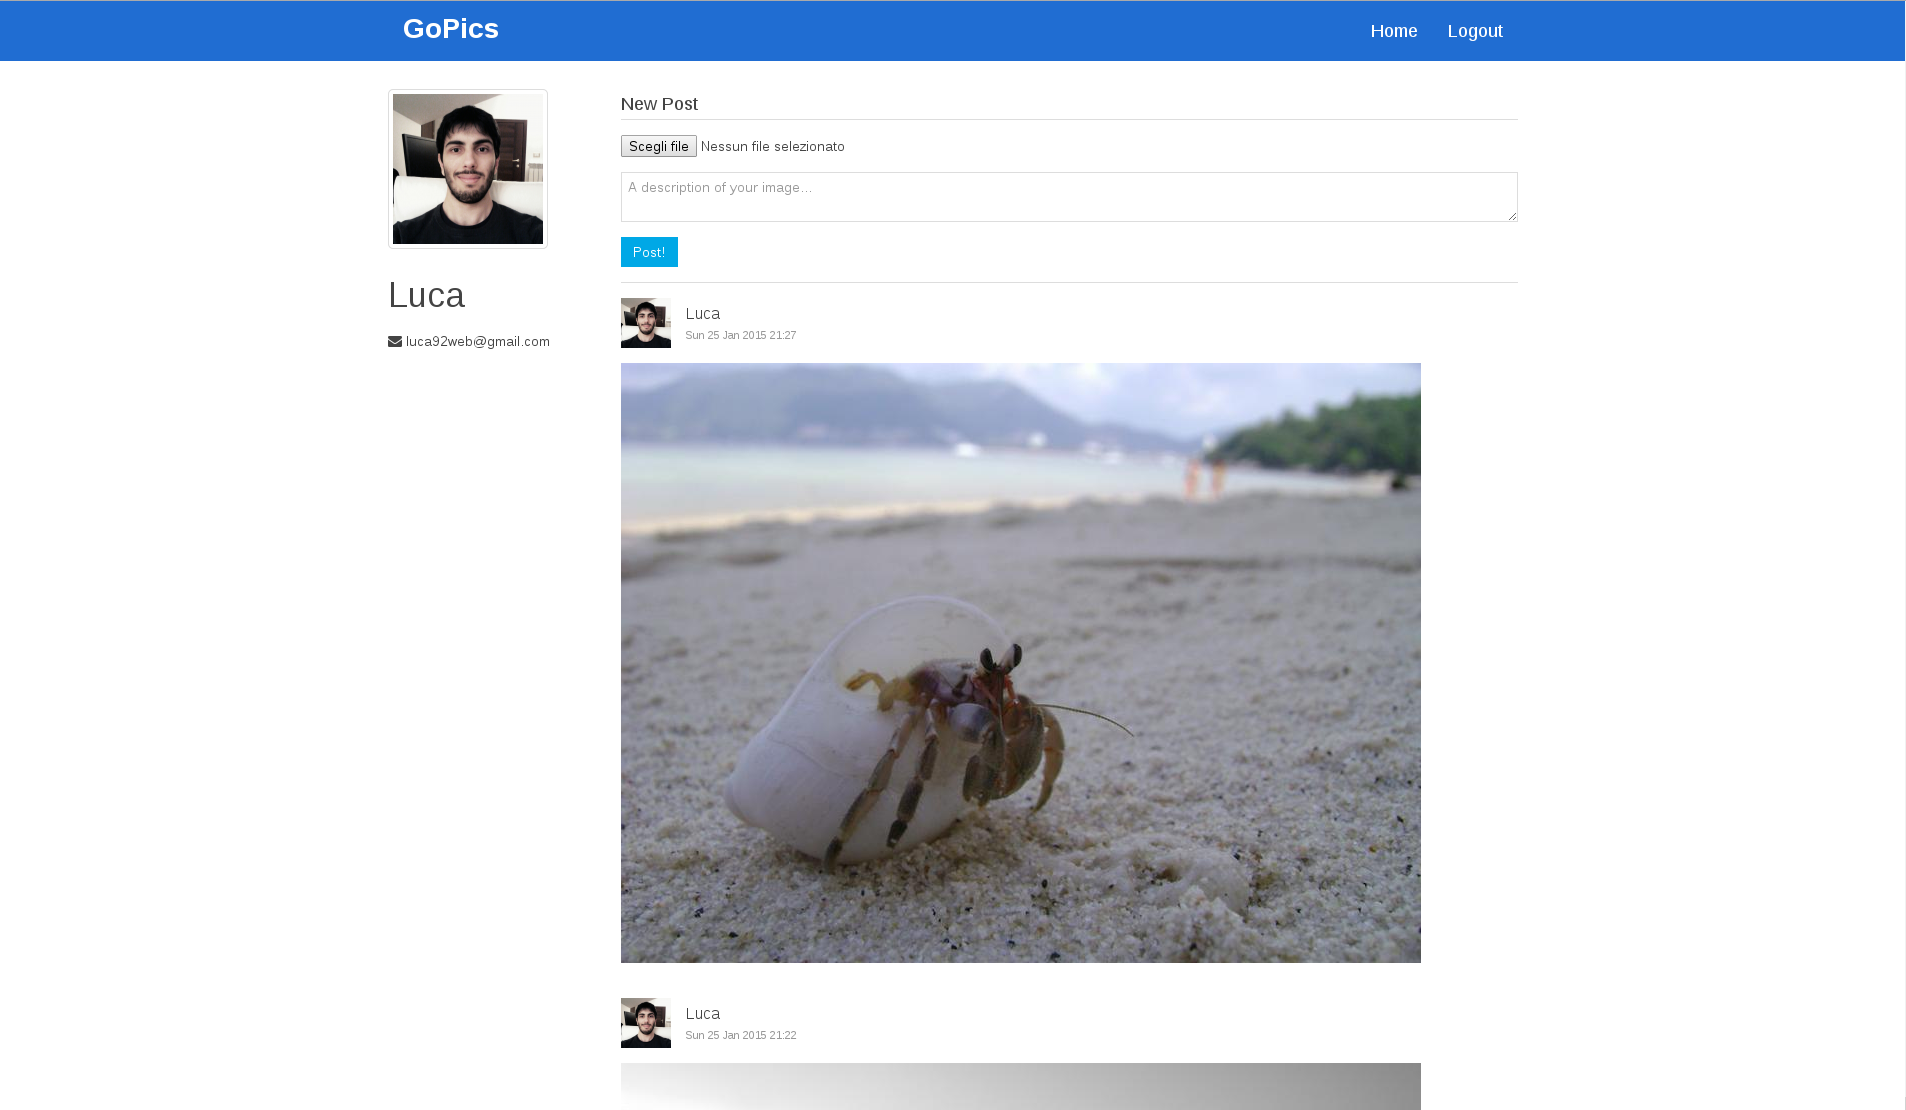 GoPics
Home
Logout
New Post
Scegli file Nessun file selezionato
A description of your image...
Post!
Luca
luca92web@gmail.com
Luca
Sun 25 Jan 2015 21:27
Luca
Sun 25 Jan 2015 21:22